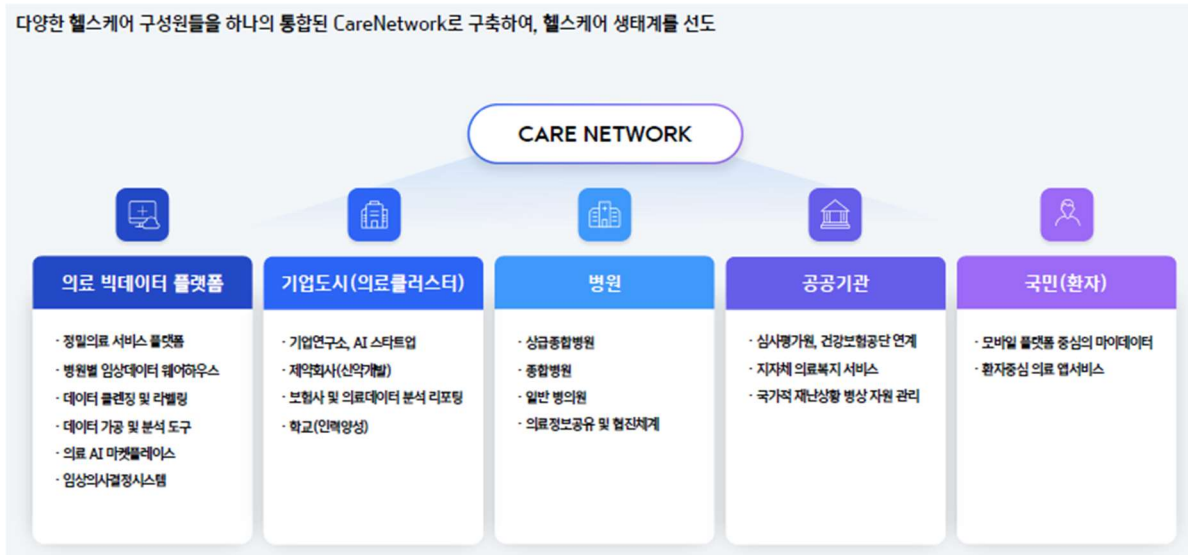 다양한 헬스케어 구성원들을 하나의 통합된 CareNetwork로 구축하여, 헬스케어 생태계를 선도
CARE NETWORK
의료 빅데이터 플랫폼
· 정밀의료 서비스 플랫폼
· 병원별 임상데이터 웨어하우스
· 데이터 클렌징 및 라벨링
· 데이터 가공 및 분석 도구
· 의료 AI 마켓플레이스
· 임상의사결정시스템
기업도시(의료클러스터)
· 기업연구소, AI 스타트업
· 제약회사(신약개발)
· 보험사 및 의료데이터 분석 리포팅
· 학교(인력양성)
병원
· 상급종합병원
· 종합병원
· 일반 병의원
· 의료정보공유 및 협진체계
공공기관
· 심사평가원, 건강보험공단 연계
· 지자체 의료복지 서비스
· 국가적 재난상황 병상 자원 관리
국민(환자)
· 모바일 플랫폼 중심의 마이데이터
· 환자중심 의료 앱서비스